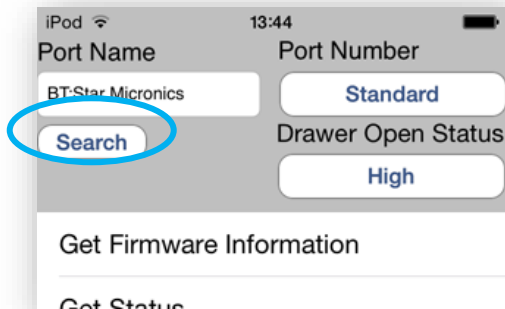 iPod 13:44
Port Name
Port Number
BT:Star Micronics
Standard
Search
Drawer Open Status
High
Get Firmware Information
Get Status